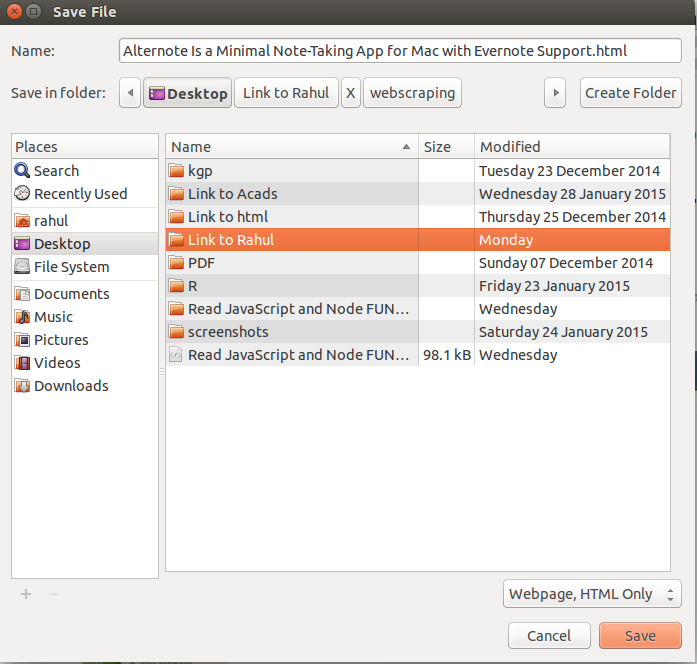 Save File
Name: Alternote Is a Minimal Note-Taking App for Mac with Evernote Support.html
Save in folder: Desktop Link to Rahul X webscraping Create Folder
Places
Search
Recently Used
rahul
Desktop
File System
Documents
Music
Pictures
Videos
Downloads
Name Size Modified
kgp Tuesday 23 December 2014
Link to Acads Wednesday 28 January 2015
Link to html Thursday 25 December 2014
Link to Rahul Monday
PDF Sunday 07 December 2014
R Friday 23 January 2015
Read JavaScript and Node FUN... Wednesday
screenshots Saturday 24 January 2015
Read JavaScript and Node FUN... 98.1 kB Wednesday
Webpage, HTML Only
Cancel Save